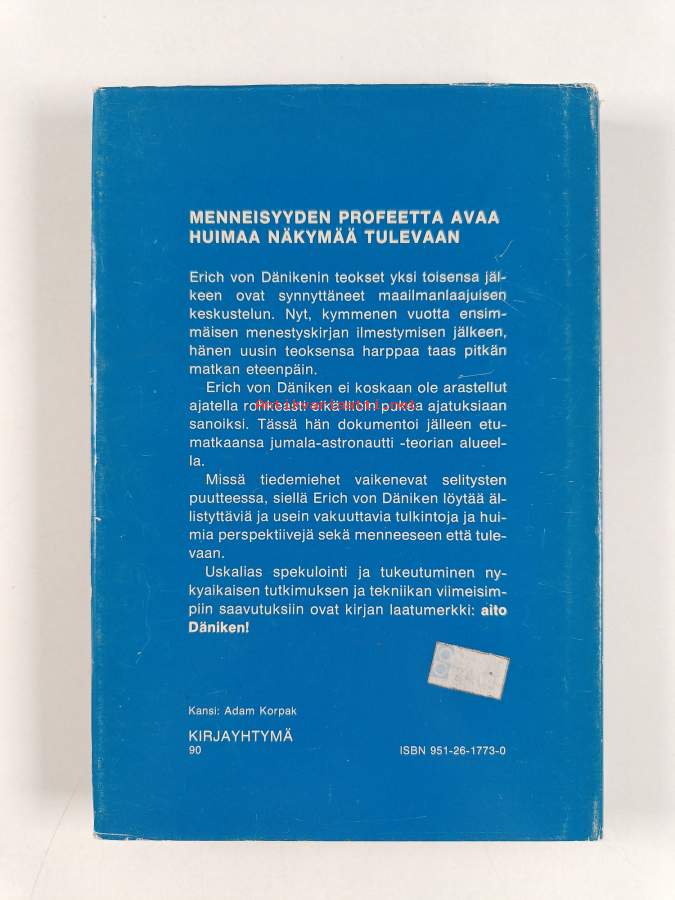 MENNEISYYDEN PROFEETTA AVAA
HUIMAA NÄKYMÄÄ TULEVAAN
Erich von Dänikenin teokset yksi toisensa jäl-
keen ovat synnyttäneet maailmanlaajuisen
keskustelun. Nyt, kymmenen vuotta ensim-
mäisen menestyskirjan ilmestymisen jälkeen,
hänen uusin teoksensa harppaa taas pitkän
matkan eteenpäin.
Erich von Däniken ei koskaan ole arastellut
ajatella rohkeasti eikä liioin pukea ajatuksiaan
sanoiksi. Tässä hän dokumentoi jälleen etu-
matkaansa jumala-astronautti -teorian alueel-
la.
Missä tiedemiehet vaikenevat selitysten
puutteessa, siellä Erich von Däniken löytää äl-
listyttäviä ja usein vakuuttavia tulkintoja ja hui-
mia perspektiivejä sekä menneeseen että tule-
vaan.
Uskalias spekulointi ja tukeutuminen ny-
kyaikaisen tutkimuksen ja tekniikan viimeisim-
piin saavutuksiin ovat kirjan laatumerkki: aito
Däniken!
Kansi: Adam Korpak
KIRJAYHTYMÄ
90
ISBN 951-26-1773-0